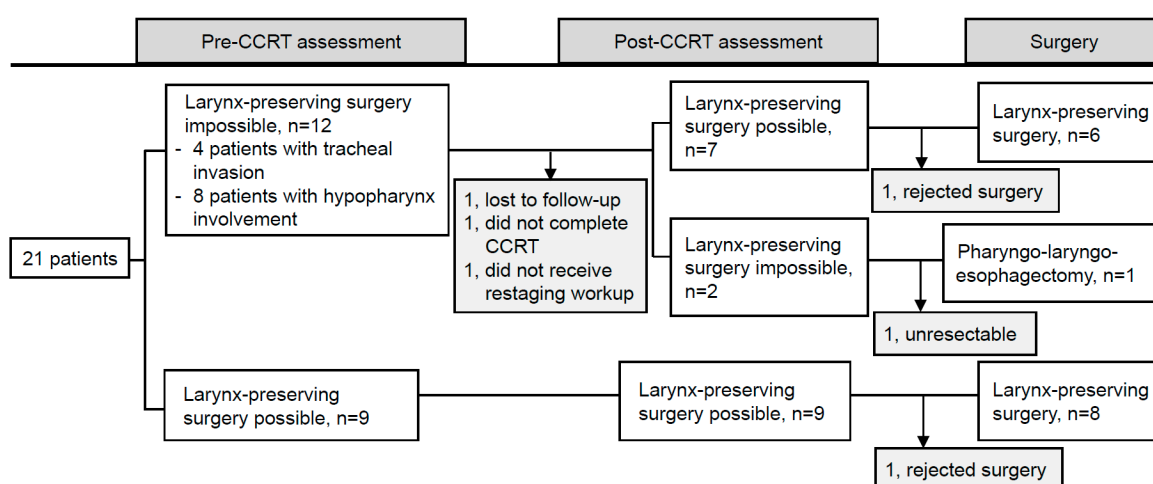 Pre-CCRT assessment
Post-CCRT assessment
Surgery
21 patients
Larynx-preserving surgery
impossible, n=12
- 4 patients with tracheal
invasion
- 8 patients with hypopharynx
involvement
1, lost to follow-up
1, did not complete
CCRT
1, did not receive
restaging workup
Larynx-preserving
surgery possible,
n=7
1, rejected surgery
Larynx-preserving
surgery, n=6
Larynx-preserving
surgery impossible,
n=2
1, unresectable
Pharyngo-laryngo-
esophagectomy, n=1
Larynx-preserving
surgery possible, n=9
Larynx-preserving
surgery possible, n=9
1, rejected surgery
Larynx-preserving
surgery, n=8